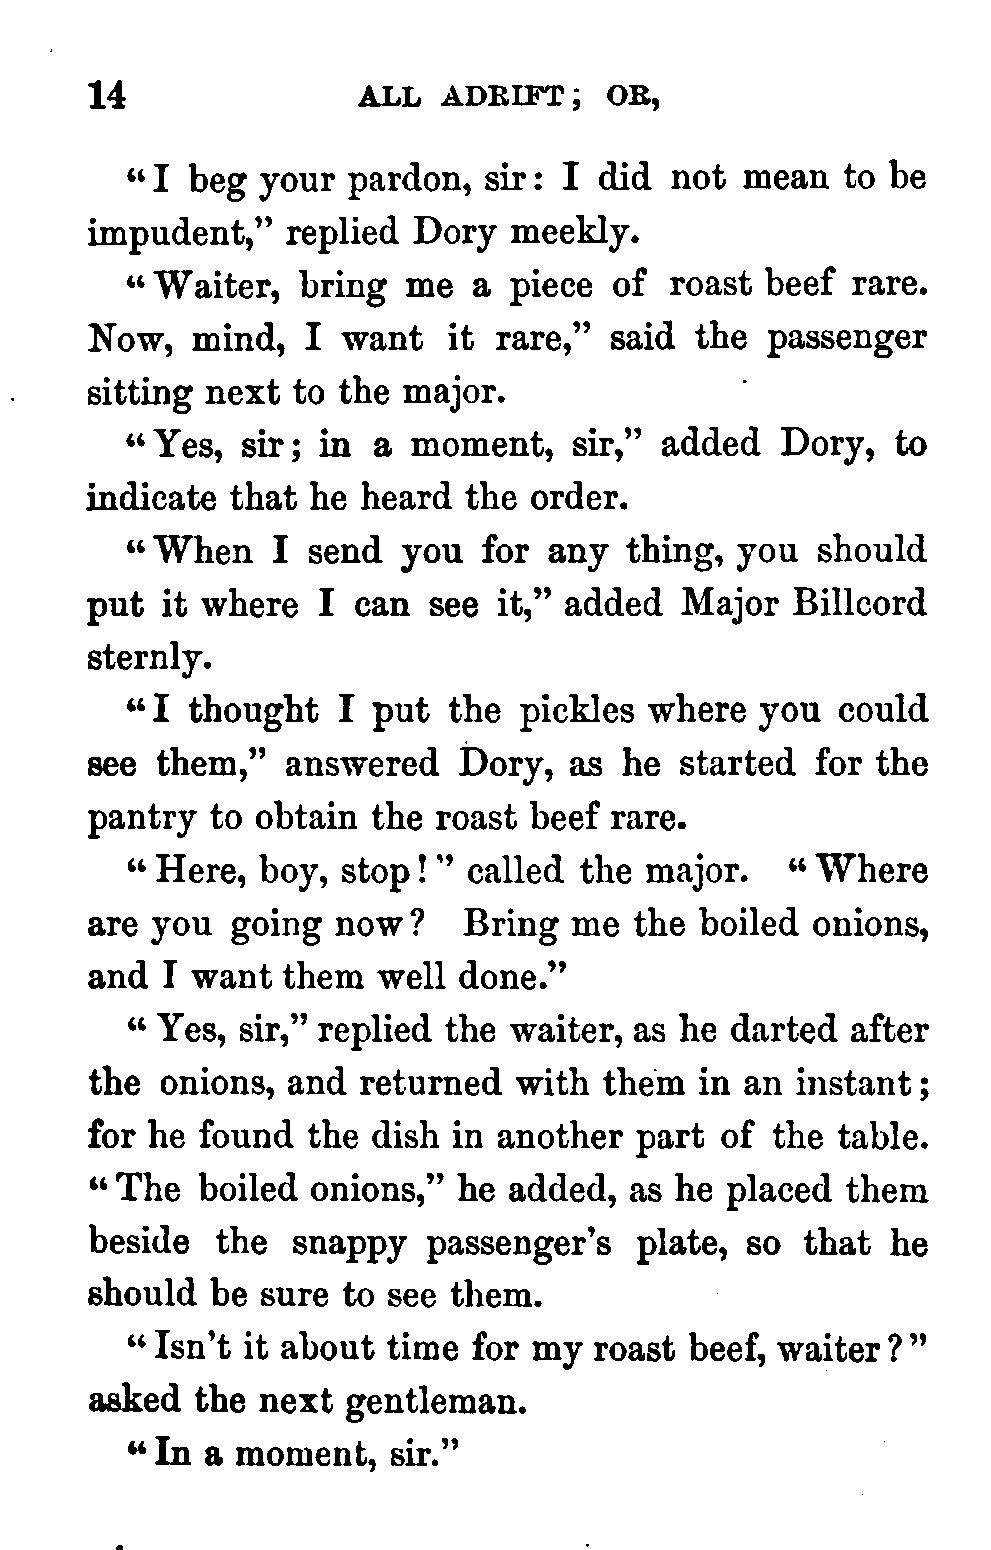 14 ALL ADRIFT; OR,
“I beg your pardon, sir: I did not mean to be
impudent,” replied Dory meekly.
“Waiter, bring me a piece of roast beef rare.
Now, mind, I want it rare,” said the passenger
sitting next to the major.
“Yes, sir; in a moment, sir,” added Dory, to
indicate that he heard the order.
“When I send you for any thing, you should
put it where I can see it,” added Major Billcord
sternly.
“I thought I put the pickles where you could
see them,” answered Dory, as he started for the
pantry to obtain the roast beef rare.
“Here, boy, stop!” called the major. “Where
are you going now? Bring me the boiled onions,
and I want them well done.”
“Yes, sir,” replied the waiter, as he darted after
the onions, and returned with them in an instant;
for he found the dish in another part of the table.
“The boiled onions,” he added, as he placed them
beside the snappy passenger’s plate, so that he
should be sure to see them.
“Isn’t it about time for my roast beef, waiter?”
asked the next gentleman.
“In a moment, sir.”